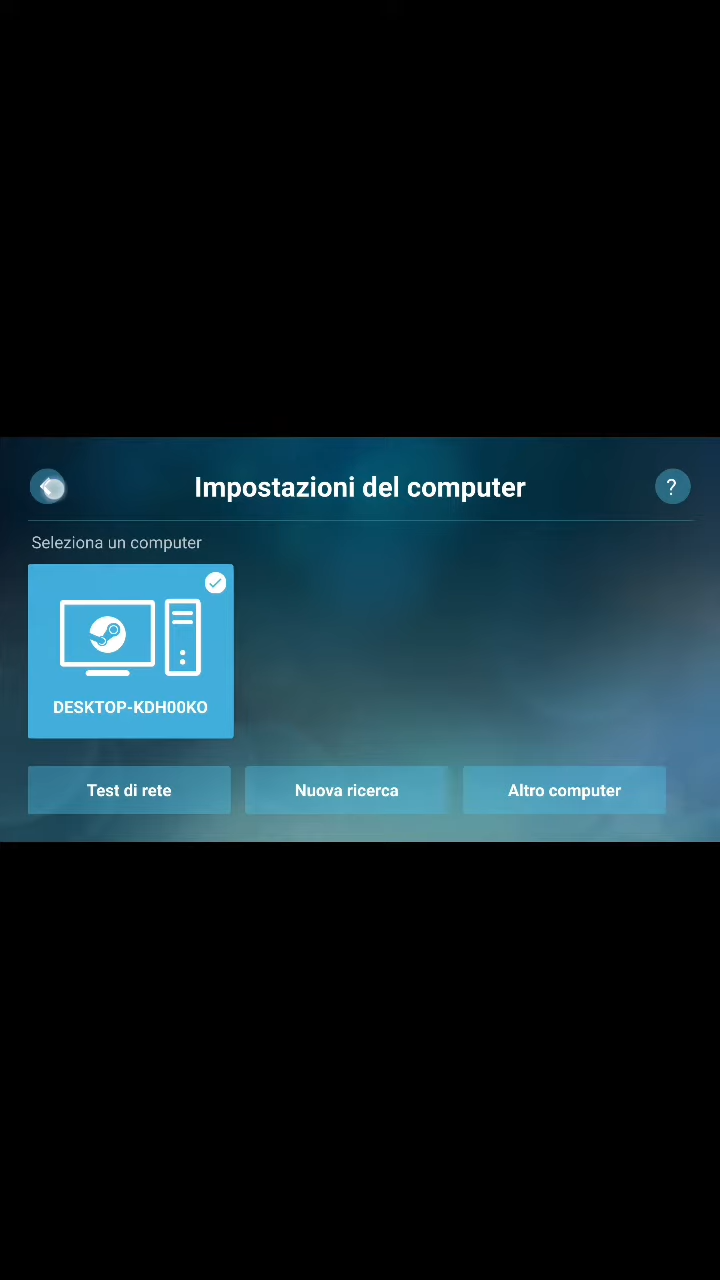 Impostazioni del computer
?
Seleziona un computer
DESKTOP-KDH00KO
Test di rete
Nuova ricerca
Altro computer